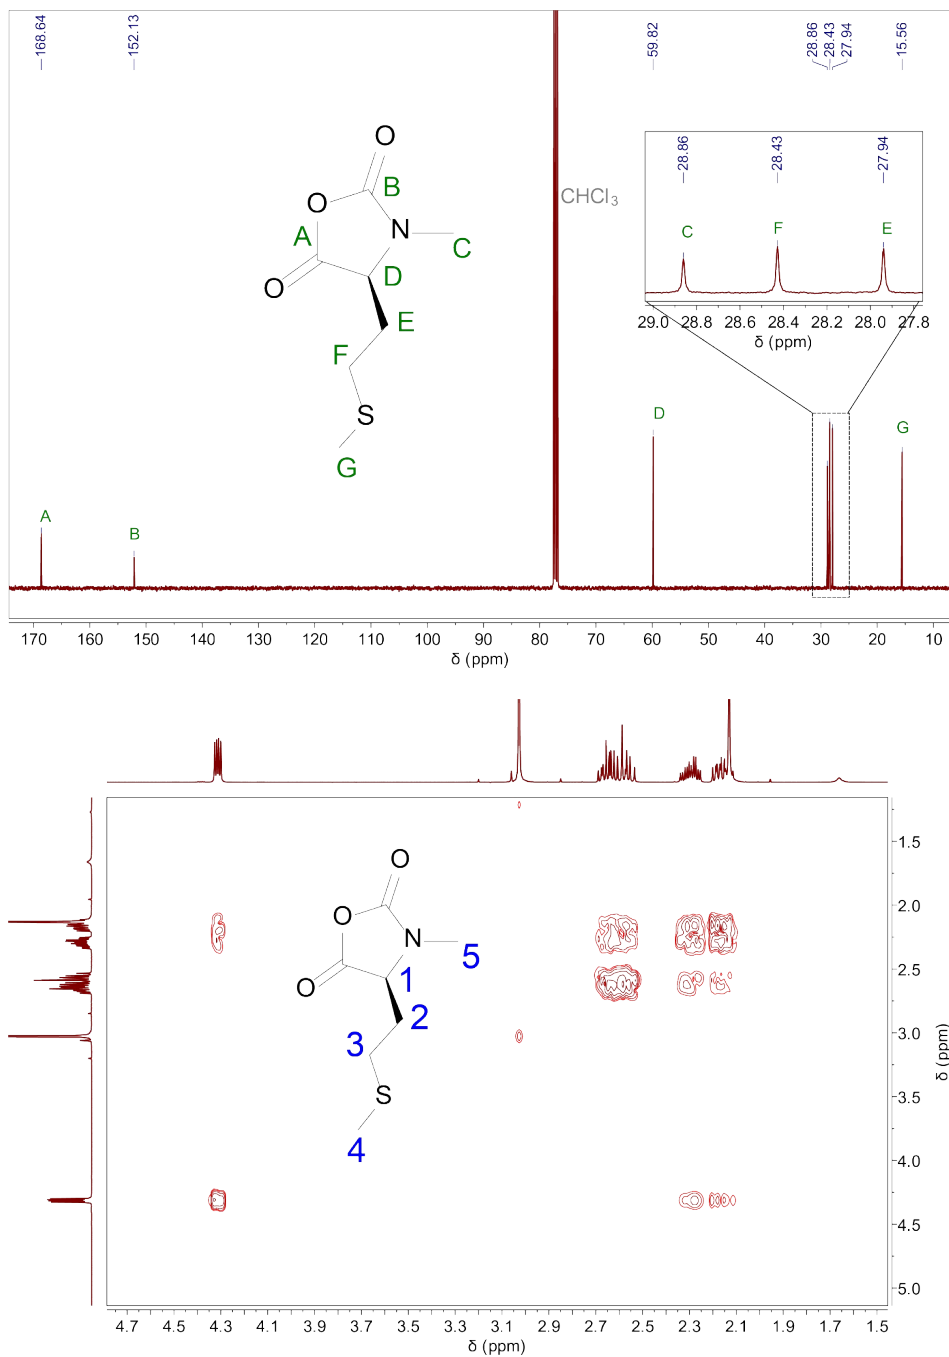 168.64
152.13
59.82
28.86
28.43
27.94
15.56
O
O
B
N
A
C
O
D
E
F
S
G
CHCl3
28.86
28.43
27.94
C
F
E
29.0 28.8 28.6 28.4 28.2 28.0 27.8
δ (ppm)
A
B
D
G
170 160 150 140 130 120 110 100 90 80 70 60 50 40 30 20 10
δ (ppm)
O
O
N
5
O
1
2
3
S
4
1.5
2.0
2.5
3.0
3.5
4.0
4.5
5.0
δ (ppm)
4.7 4.5 4.3 4.1 3.9 3.7 3.5 3.3 3.1 2.9 2.7 2.5 2.3 2.1 1.9 1.7 1.5
δ (ppm)